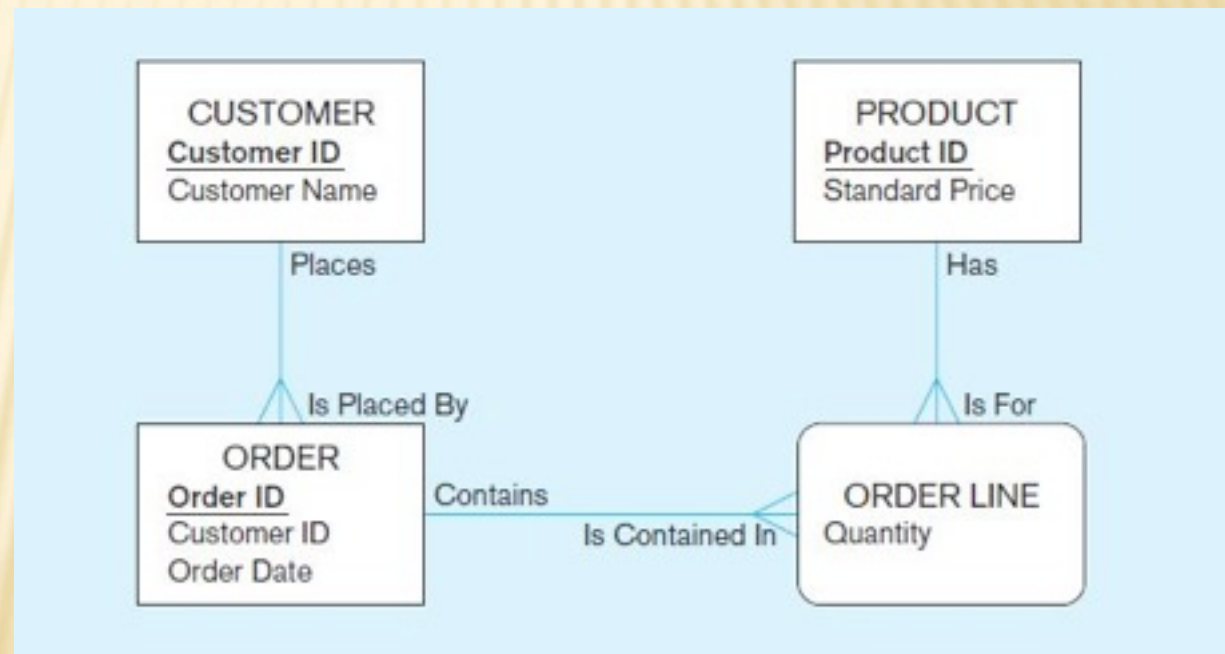 CUSTOMER
Customer ID
Customer Name
PRODUCT
Product ID
Standard Price
Places
Has
Is Placed By
Is For
ORDER
Order ID
Customer ID
Order Date
Contains
Is Contained In
ORDER LINE
Quantity